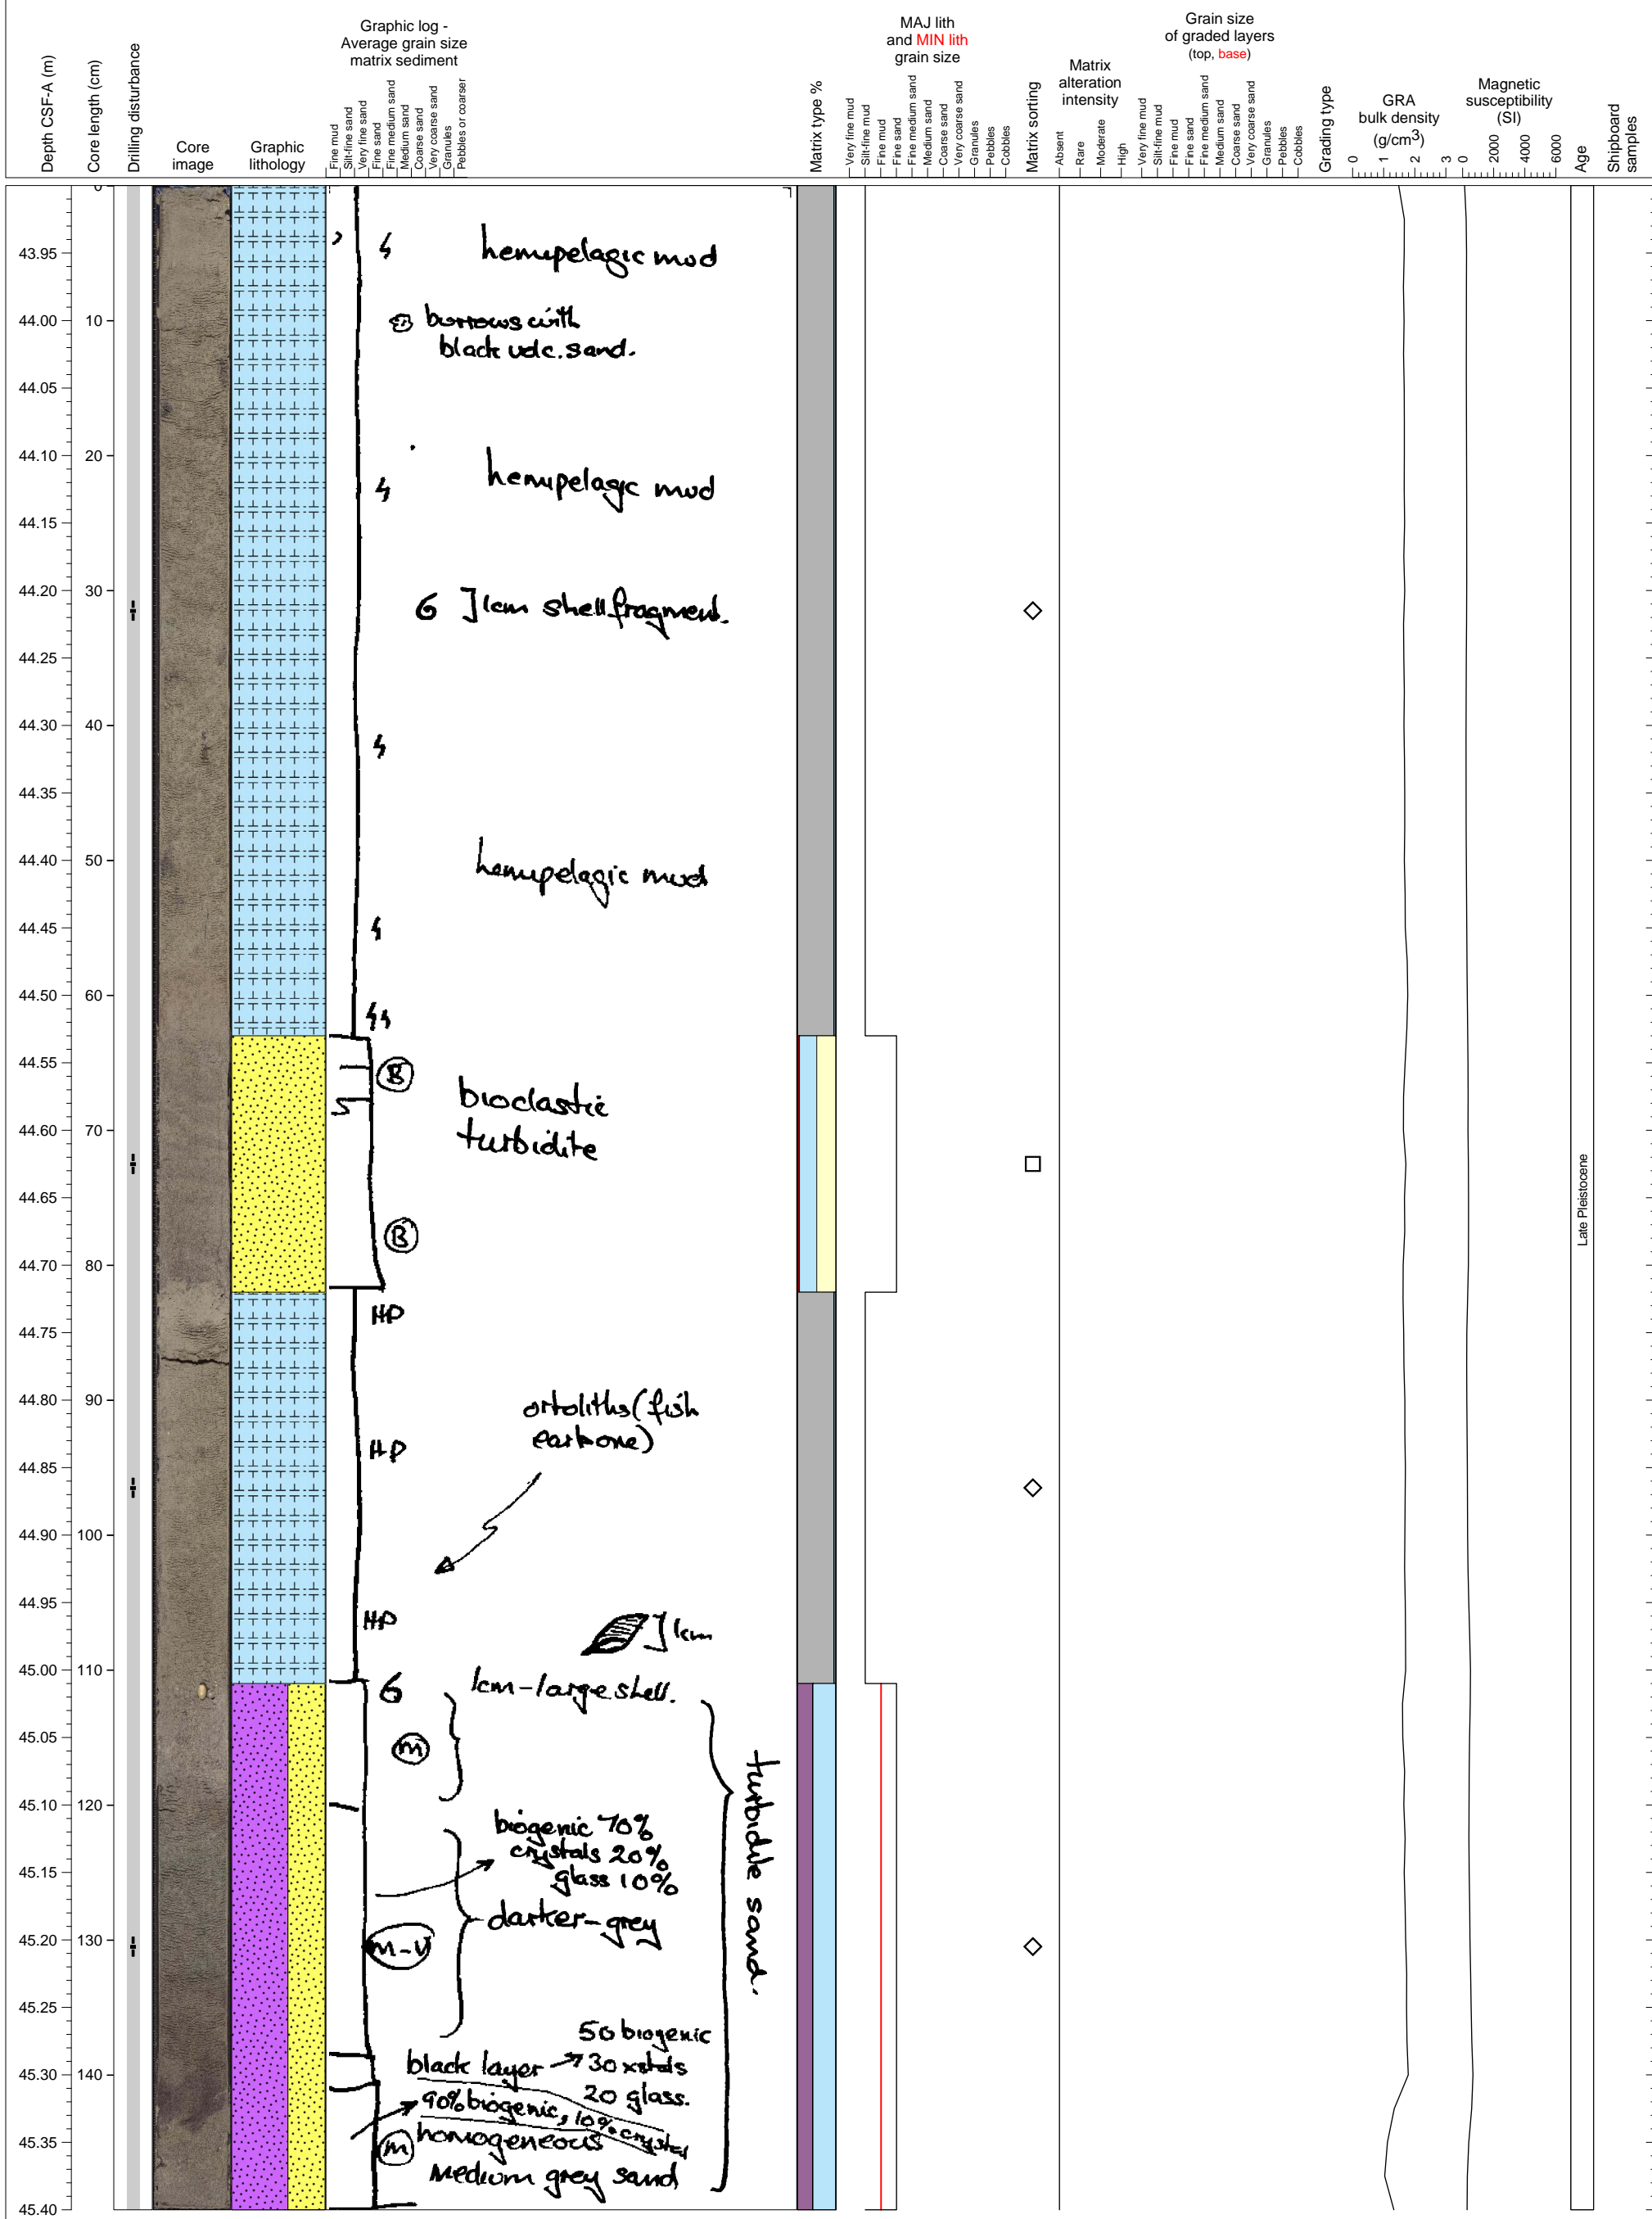 Depth CSF-A (m)
Core length (cm)
Drilling disturbance
Core
image
Graphic
lithology
Graphic log -
Average grain size
matrix sediment
Fine mud
Silt-fine sand
Very fine sand
Fine sand
Fine medium sand
Medium sand
Coarse sand
Very coarse sand
Granules
Pebbles or coarser
Matrix type %
MAJ lith
and MIN lith
grain size
Very fine mud
Silt-fine mud
Fine mud
Fine sand
Fine medium sand
Medium sand
Coarse sand
Very coarse sand
Granules
Pebbles
Cobbles
Matrix sorting
Matrix
alteration
intensity
Absent
Rare
Moderate
High
Grain size
of graded layers
(top, base)
Very fine mud
Silt-fine mud
Fine mud
Fine sand
Fine medium sand
Medium sand
Coarse sand
Very coarse sand
Granules
Pebbles
Cobbles
Grading type
GRA
bulk density
(g/cm3)
0 1 2 3
Magnetic
susceptibility
(SI)
0 2000 4000 6000
Age
Shipboard
samples
0
43.95
44.00 10
44.05
44.10 20
44.15
44.20 30
44.25
44.30 40
44.35
44.40 50
44.45
44.50 60
44.55
44.60 70
44.65
44.70 80
44.75
44.80 90
44.85
44.90 100
44.95
45.00 110
45.05
45.10 120
45.15
45.20 130
45.25
45.30 140
45.35
45.40
hemipelagic mud
burrows with
black volc. sand.
hemipelagic mud
6 ] 1cm shell fragment.
hemipelagic mud
B
bioclastic
turbidite
B
HP
ortoliths (fish
earbone)
HP
HP
] 1cm
6 1cm-large shell.
m
turbidite sand.
biogenic 70%
crystals 20%
glass 10%
darker-grey
m-v
50 biogenic
black layer → 30 xstals
20 glass.
90% biogenic, 10% crystal
m homogeneous
medium grey sand
Late Pleistocene